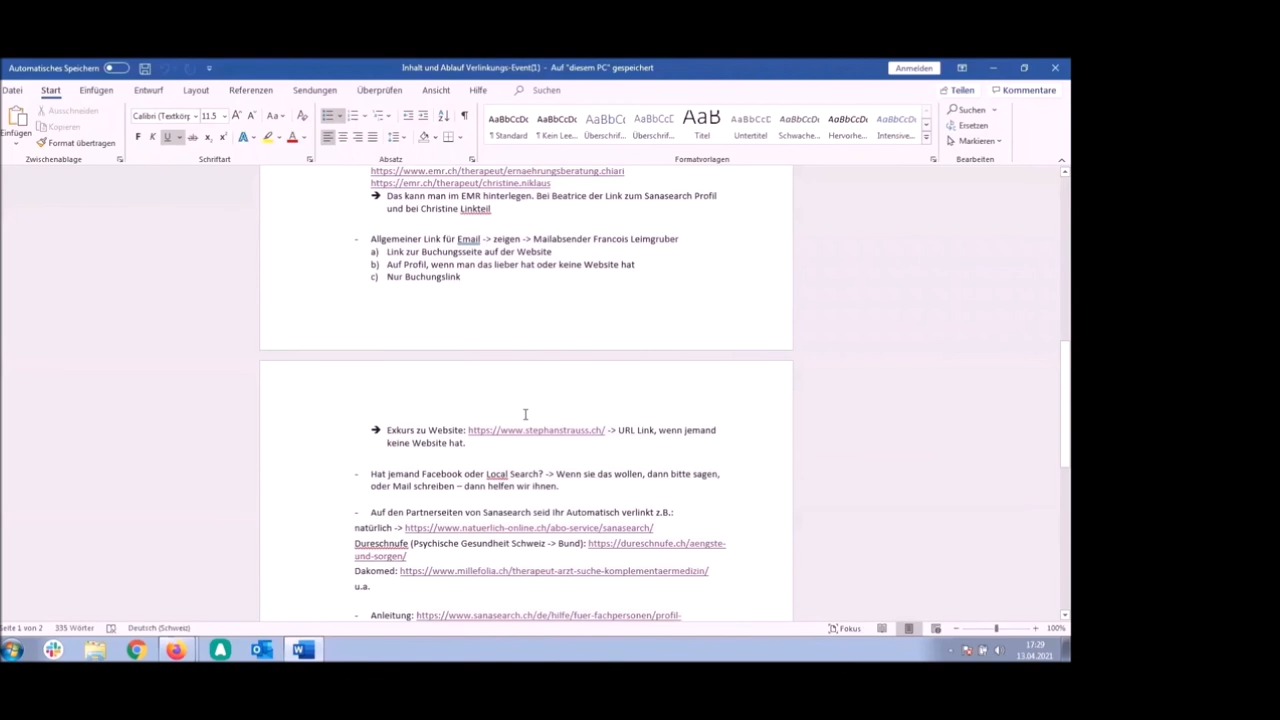 Automatisches Speichern
Inhalt und Ablauf Verlinkungs-Event(1) - Auf "diesem PC" gespeichert
Anmelden
Datei Start Einfügen Entwurf Layout Referenzen Sendungen Überprüfen Ansicht Hilfe Suchen
Teilen Kommentare
Einfügen
Ausschneiden
Kopieren
Format übertragen
Zwischenablage
Calibri (Textkörp 11.5
F K U ab x₂ x²
Schriftart
Absatz
AaBbCcDc AaBbCcDc AaBbCc AaBbCcC AaB AaBbCcD AaBbCcDc AaBbCcDc AaBbCcDc
¶ Standard ¶ Kein Lee... Überschrif... Überschrif... Titel Untertitel Schwache... Hervorhe... Intensive...
Formatvorlagen
Suchen
Ersetzen
Markieren
Bearbeiten
https://www.emr.ch/therapeut/ernaehrungsberatung.chiari
https://emr.ch/therapeut/christine.niklaus
➔ Das kann man im EMR hinterlegen. Bei Beatrice der Link zum Sanasearch Profil
und bei Christine Linkteil
- Allgemeiner Link für Email -> zeigen -> Mailabsender Francois Leimgruber
a) Link zur Buchungsseite auf der Website
b) Auf Profil, wenn man das lieber hat oder keine Website hat
c) Nur Buchungslink
➔ Exkurs zu Website: https://www.stephanstrauss.ch/ -> URL Link, wenn jemand
keine Website hat.
- Hat jemand Facebook oder Local Search? -> Wenn sie das wollen, dann bitte sagen,
oder Mail schreiben – dann helfen wir ihnen.
- Auf den Partnerseiten von Sanasearch seid Ihr Automatisch verlinkt z.B.:
natürlich -> https://www.natuerlich-online.ch/abo-service/sanasearch/
Dureschnufe (Psychische Gesundheit Schweiz -> Bund): https://dureschnufe.ch/aengste-
und-sorgen/
Dakomed: https://www.millefolia.ch/therapeut-arzt-suche-komplementaermedizin/
u.a.
- Anleitung: https://www.sanasearch.ch/de/hilfe/fuer-fachpersonen/profil-
Seite 1 von 2 335 Wörter Deutsch (Schweiz) Fokus 100%
17:29
13.04.2021